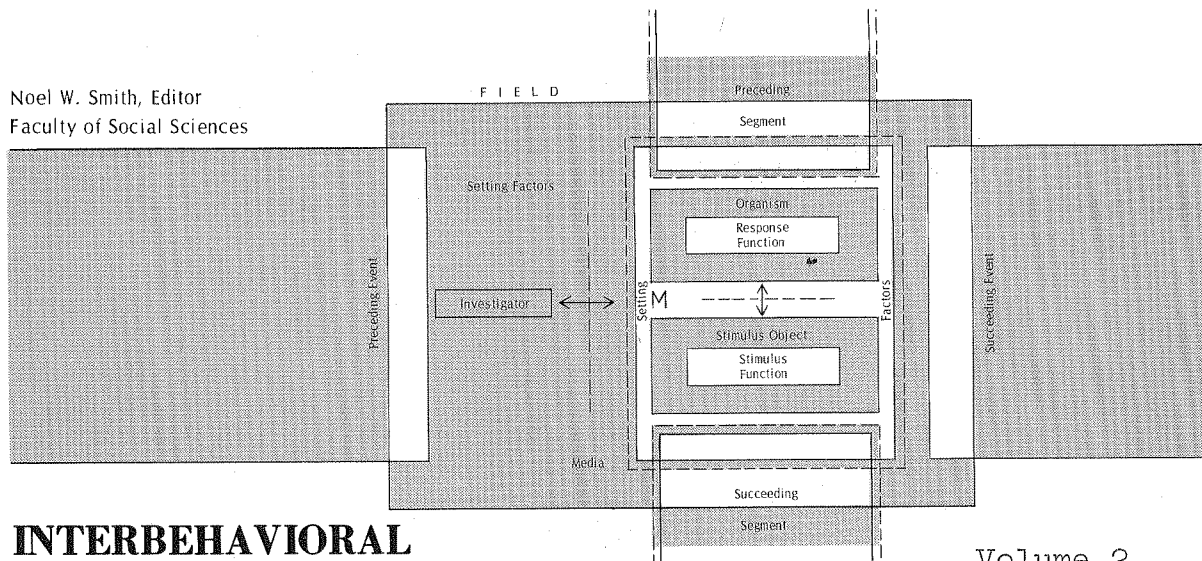 Noel W. Smith, Editor
Faculty of Social Sciences
FIELD
Preceding
Segment
Setting Factors
Organism
Response
Function
Preceding Event
Investigator
Setting
M
Factors
Succeeding Event
Stimulus Object
Stimulus
Function
Media
Succeeding
Segment
INTERBEHAVIORAL
Volume